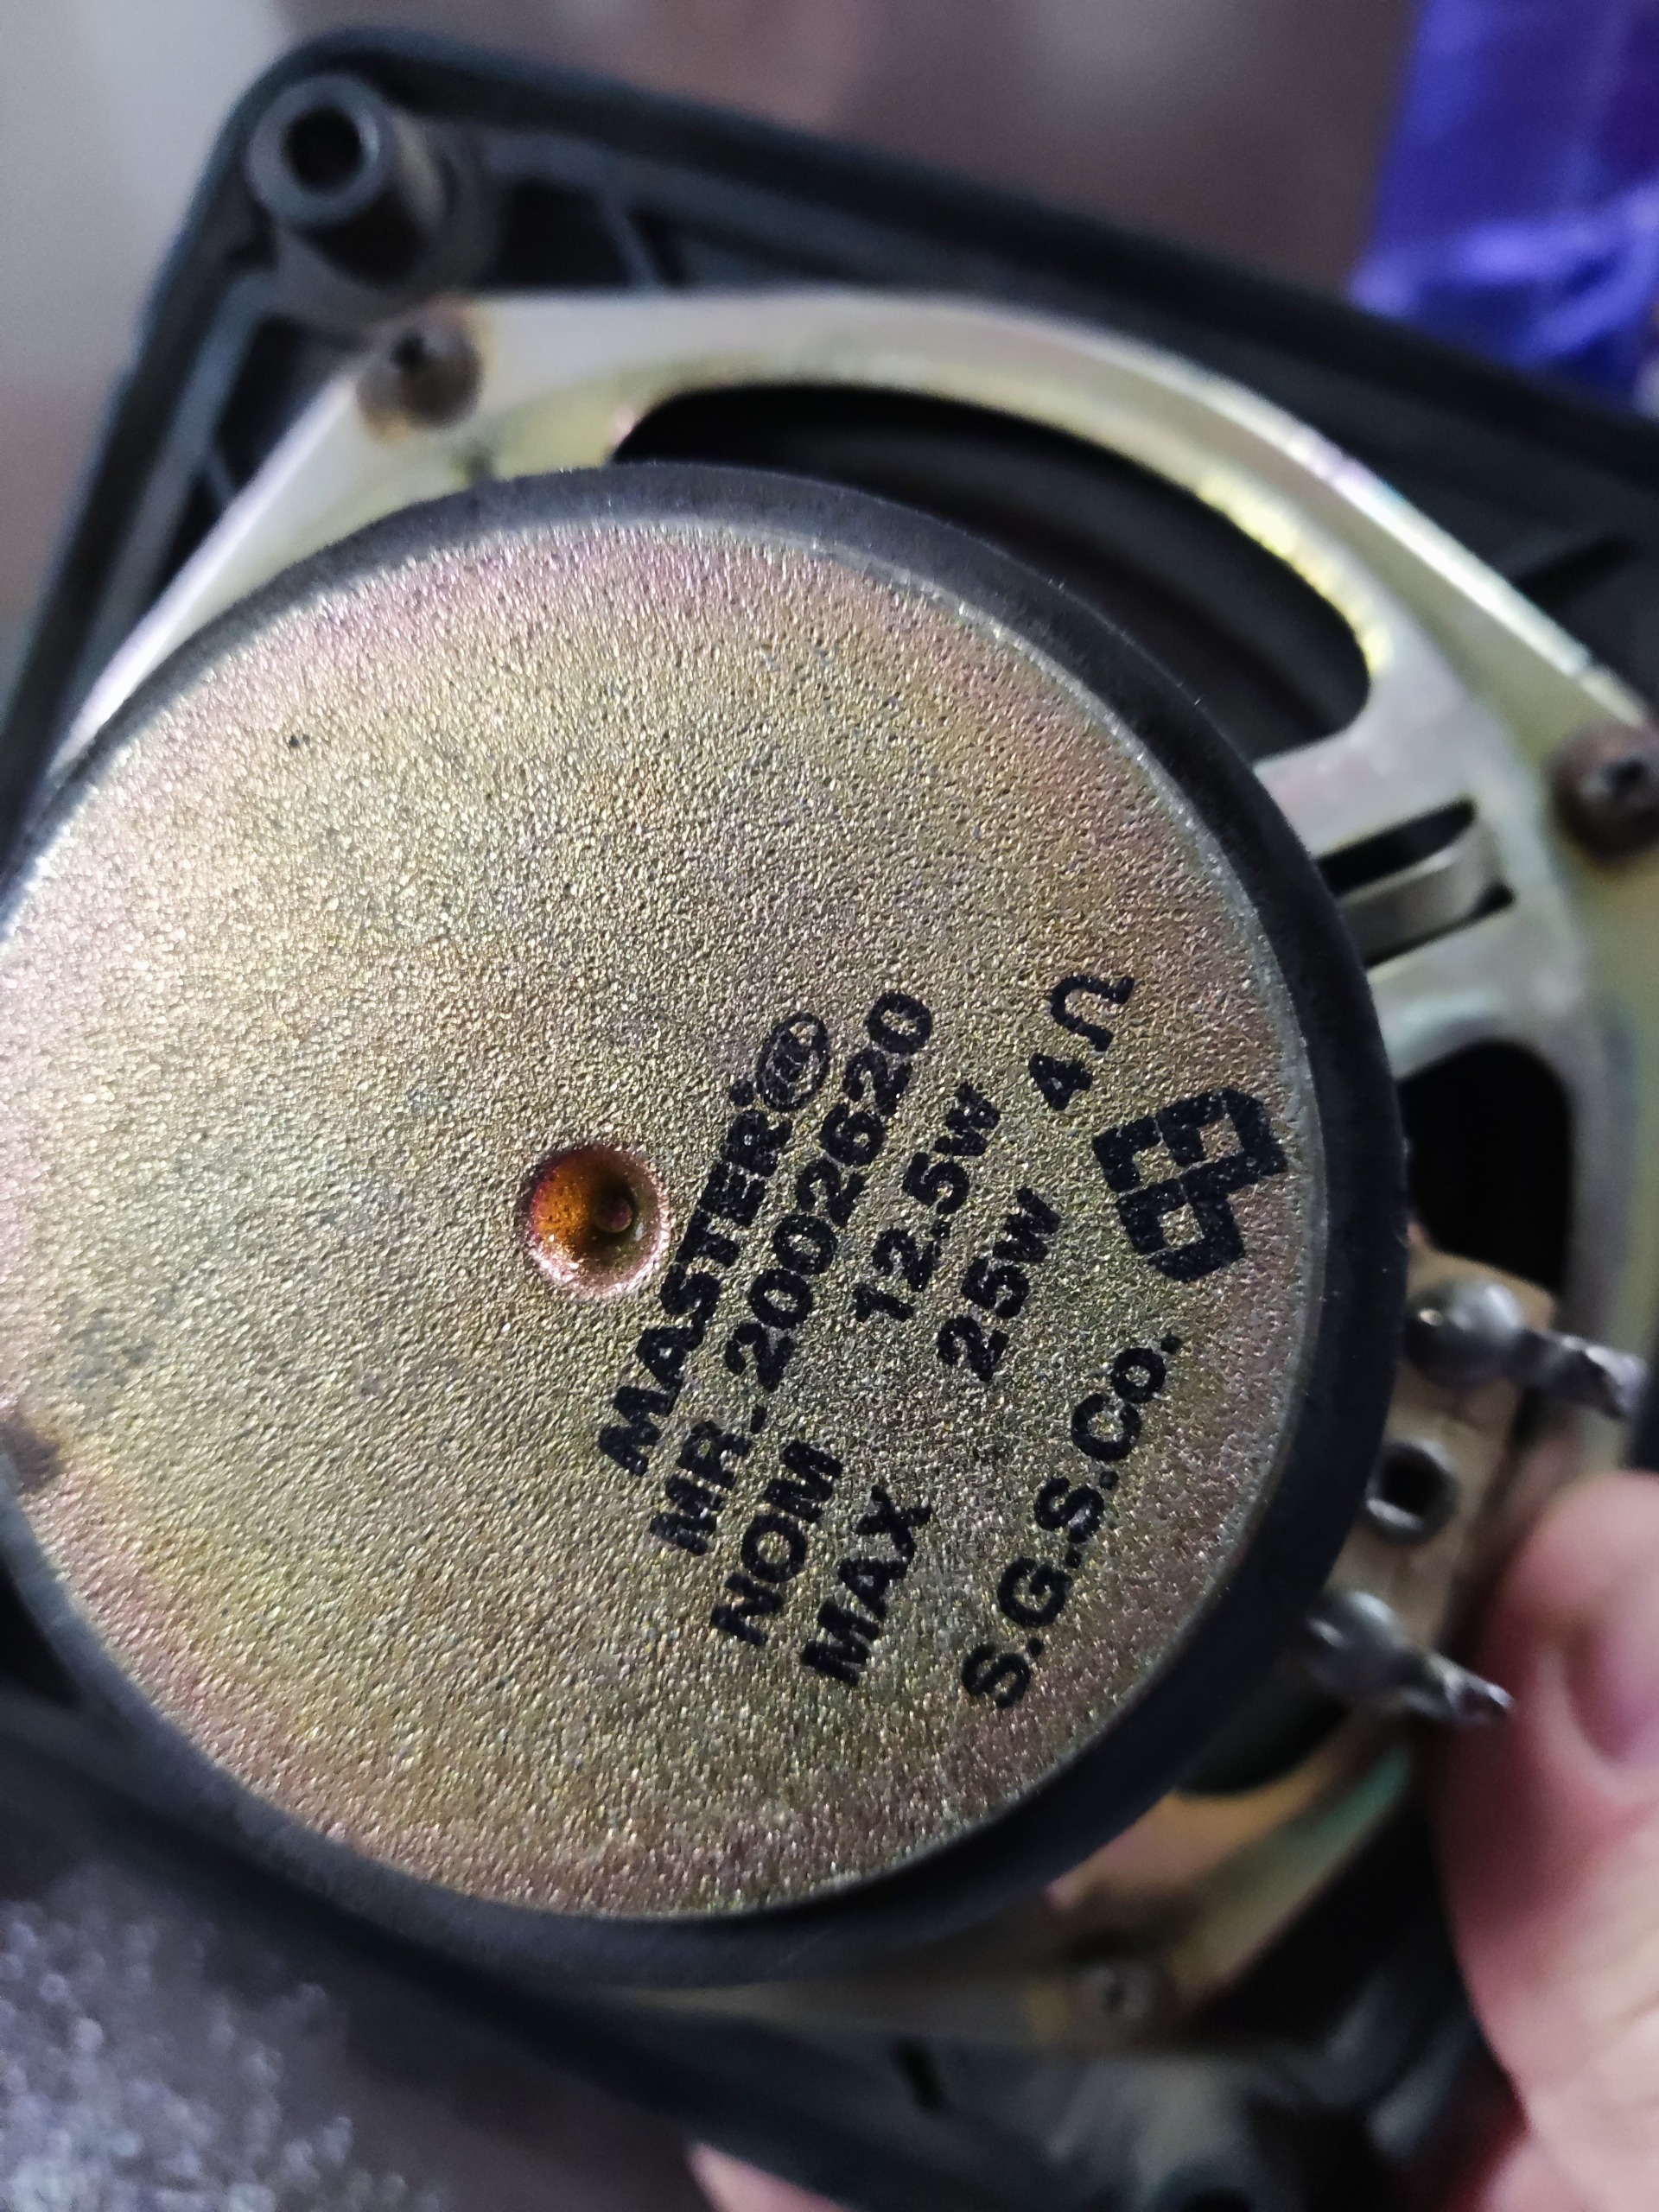 MASTER®
MR-2002620
NOM 12.5W
MAX 25W 4Ω
S.G.S.Co.